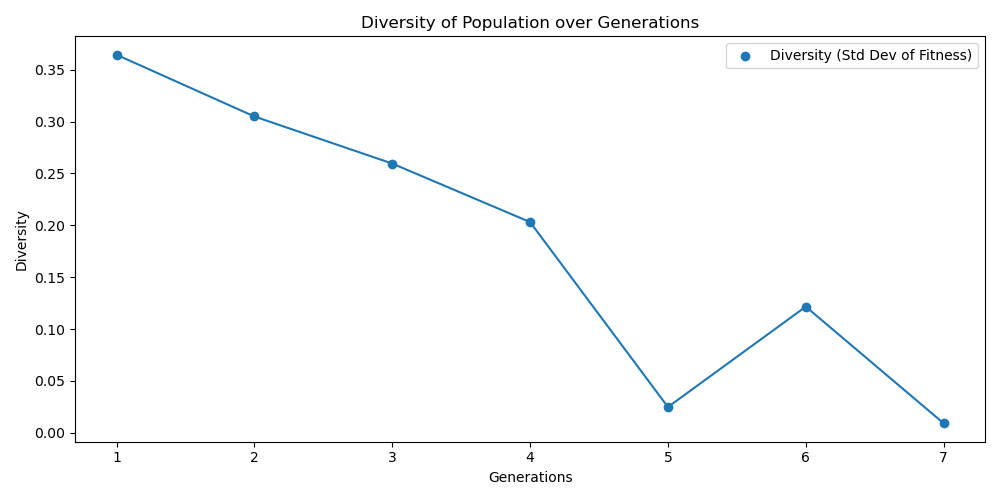 Diversity of Population over Generations
Diversity (Std Dev of Fitness)
Diversity
0.35
0.30
0.25
0.20
0.15
0.10
0.05
0.00
1 2 3 4 5 6 7
Generations